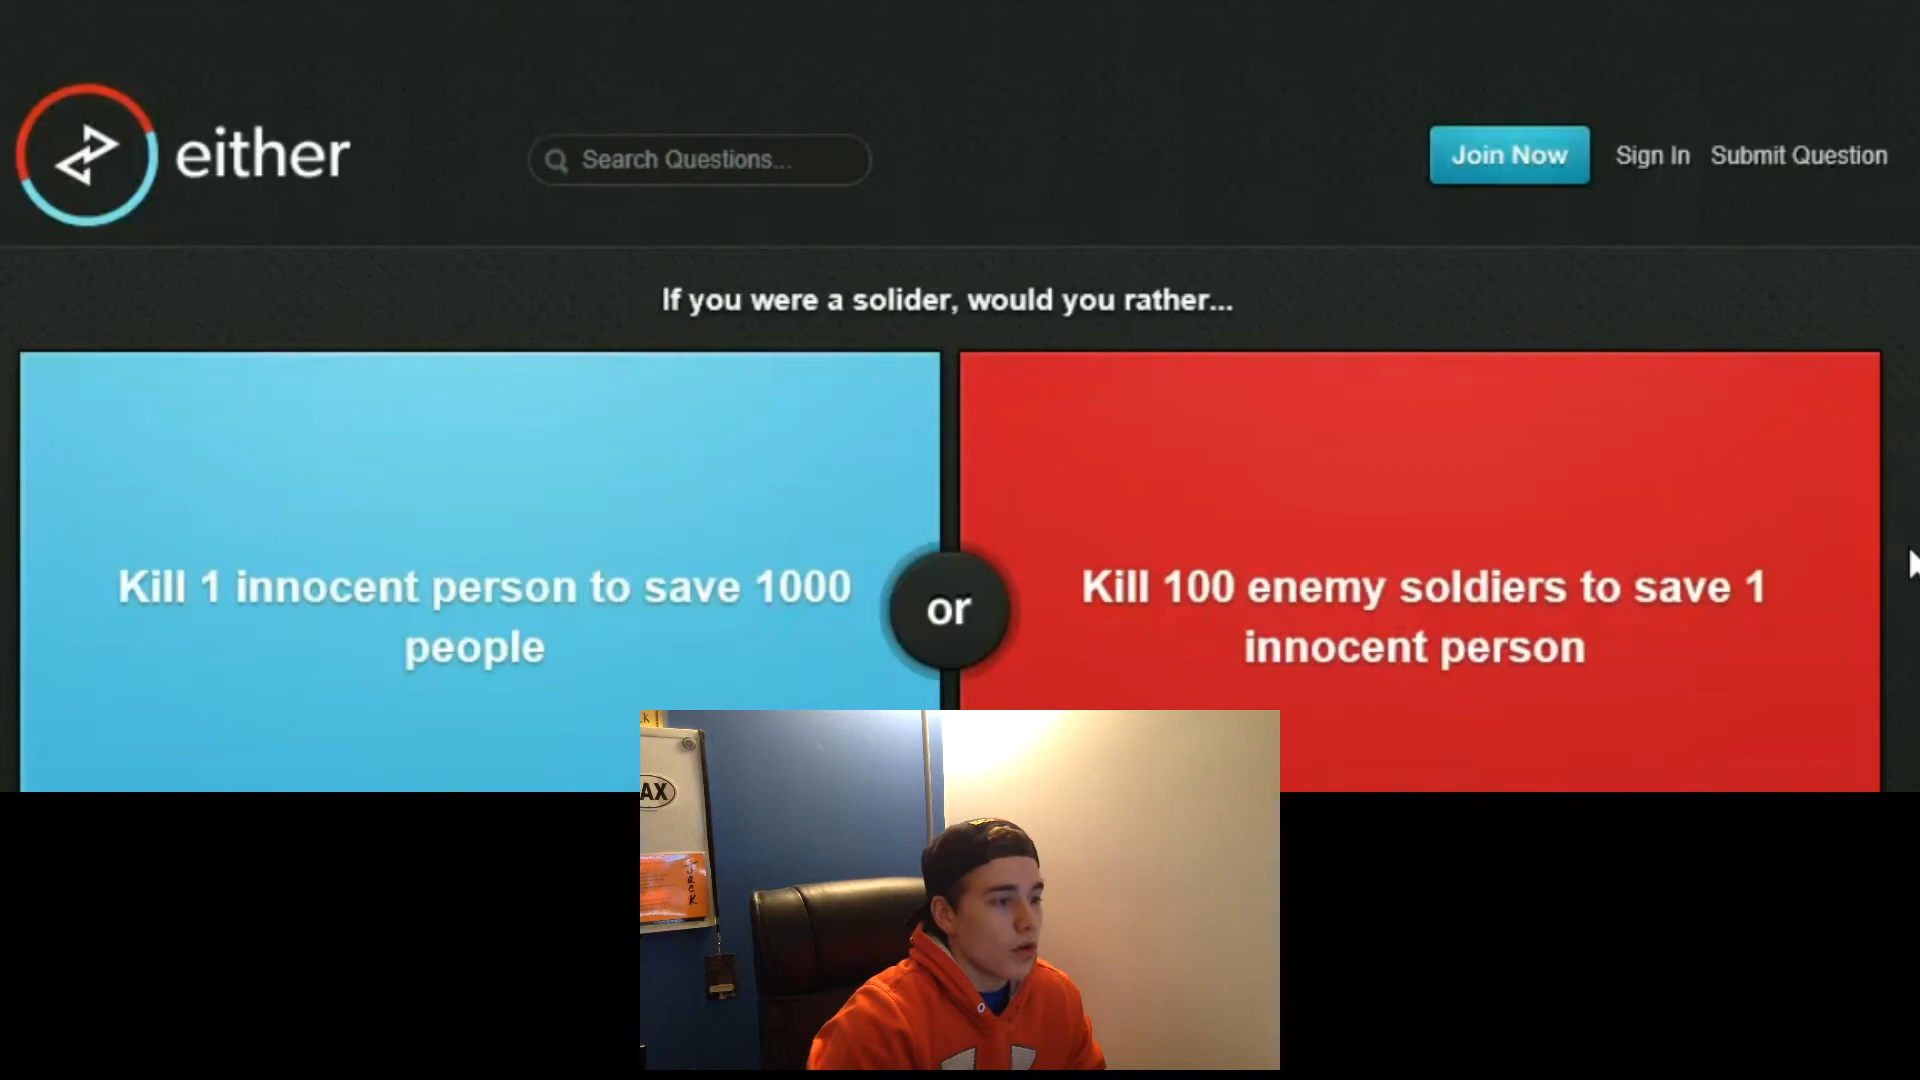 either
Search Questions...
Join Now
Sign In
Submit Question
If you were a solider, would you rather...
Kill 1 innocent person to save 1000
people
or
Kill 100 enemy soldiers to save 1
innocent person
AX
Jack